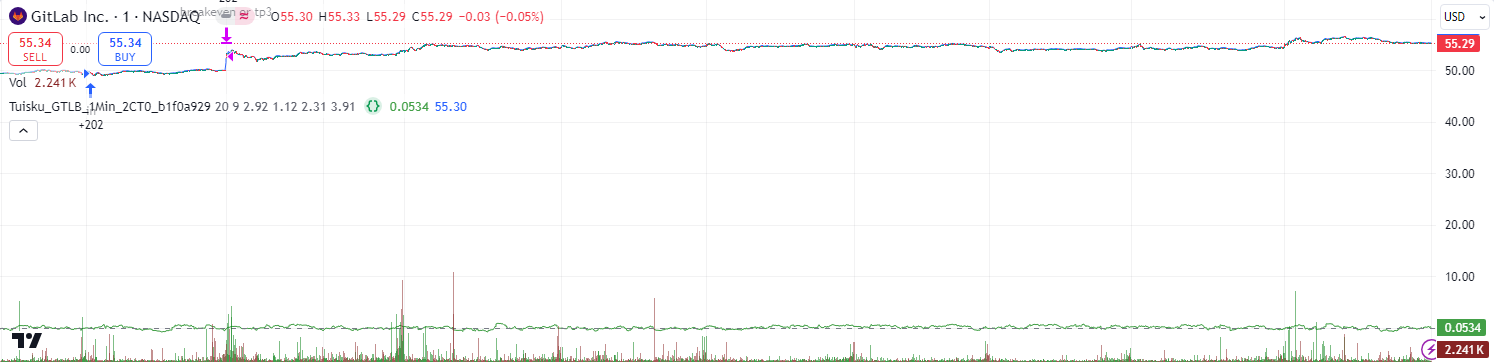 GitLab Inc. · 1 · NASDAQ O55.30 H55.33 L55.29 C55.29 −0.03 (−0.05%)
breakeven or tp3
USD
55.34 SELL
0.00
55.34 BUY
55.29
Vol 2.241 K
50.00
Tuisku_GTLB_1Min_2CT0_b1f0a929 20 9 2.92 1.12 2.31 3.91 {} 0.0534 55.30
+202
40.00
30.00
20.00
10.00
0.0534
2.241 K